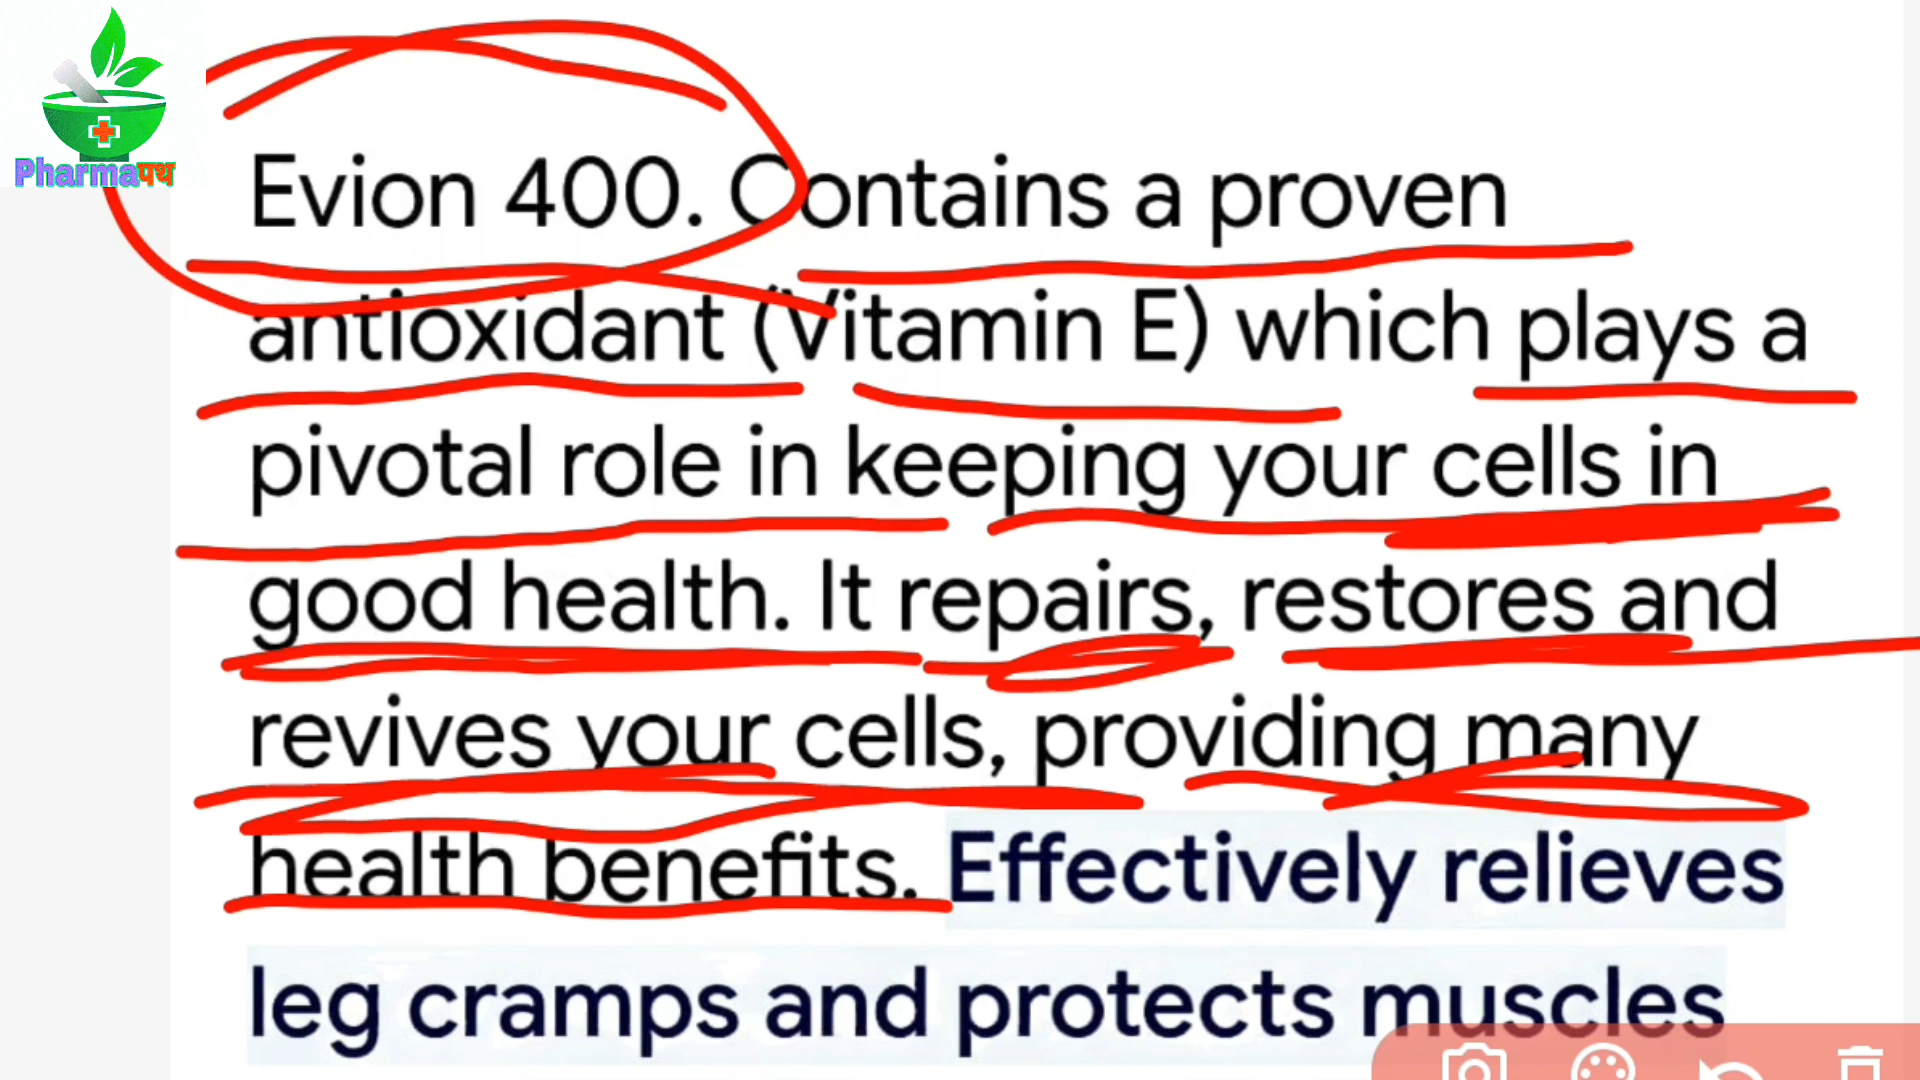 Pharmaपथ
Evion 400. Contains a proven
antioxidant (Vitamin E) which plays a
pivotal role in keeping your cells in
good health. It repairs, restores and
revives your cells, providing many
health benefits. Effectively relieves
leg cramps and protects muscles